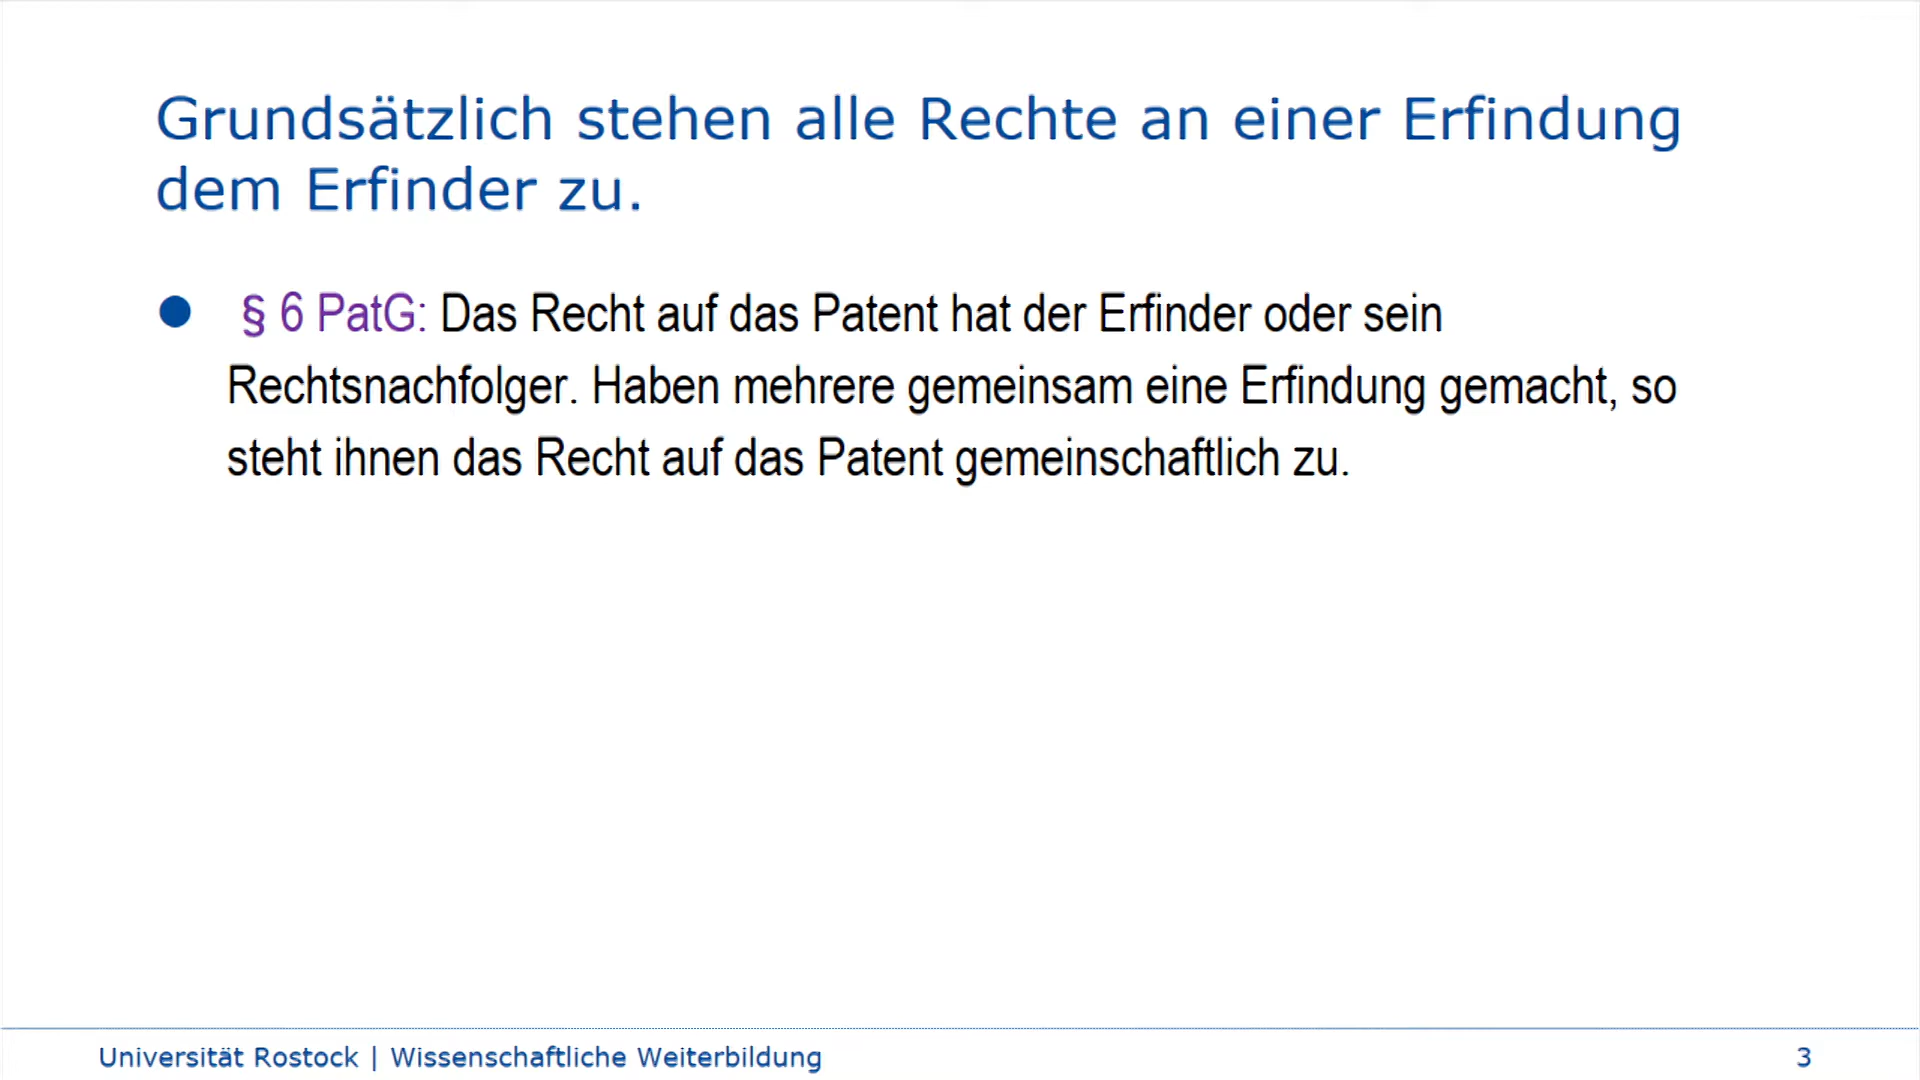 Grundsätzlich stehen alle Rechte an einer Erfindung
dem Erfinder zu.
● § 6 PatG: Das Recht auf das Patent hat der Erfinder oder sein
Rechtsnachfolger. Haben mehrere gemeinsam eine Erfindung gemacht, so
steht ihnen das Recht auf das Patent gemeinschaftlich zu.
Universität Rostock | Wissenschaftliche Weiterbildung
3